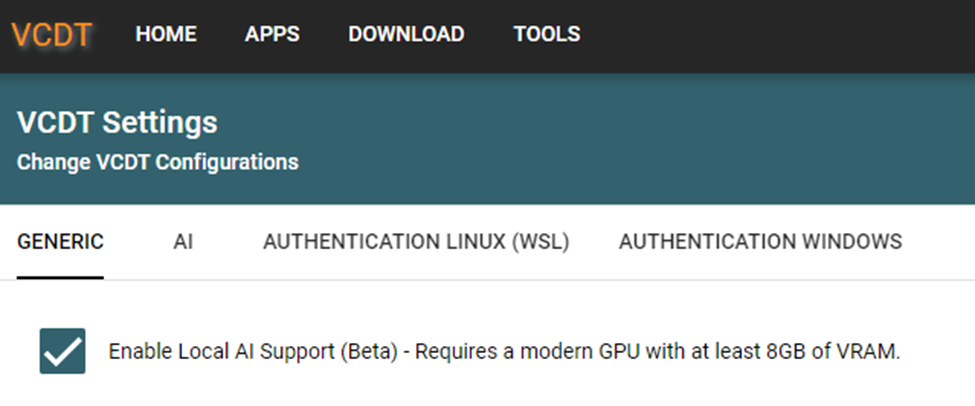 VCDT HOME APPS DOWNLOAD TOOLS
VCDT Settings
Change VCDT Configurations
GENERIC AI AUTHENTICATION LINUX (WSL) AUTHENTICATION WINDOWS
Enable Local AI Support (Beta) - Requires a modern GPU with at least 8GB of VRAM.